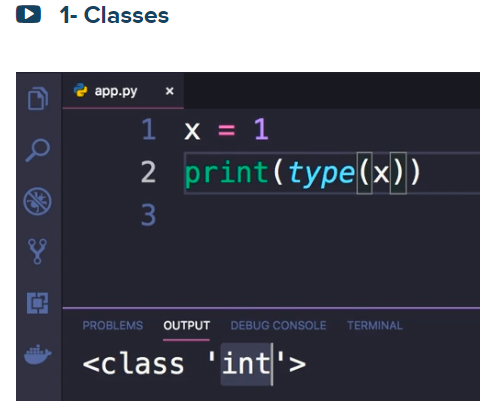 1- Classes
app.py ×
1 x = 1
2 print(type(x))
3
PROBLEMS OUTPUT DEBUG CONSOLE TERMINAL
<class 'int'>